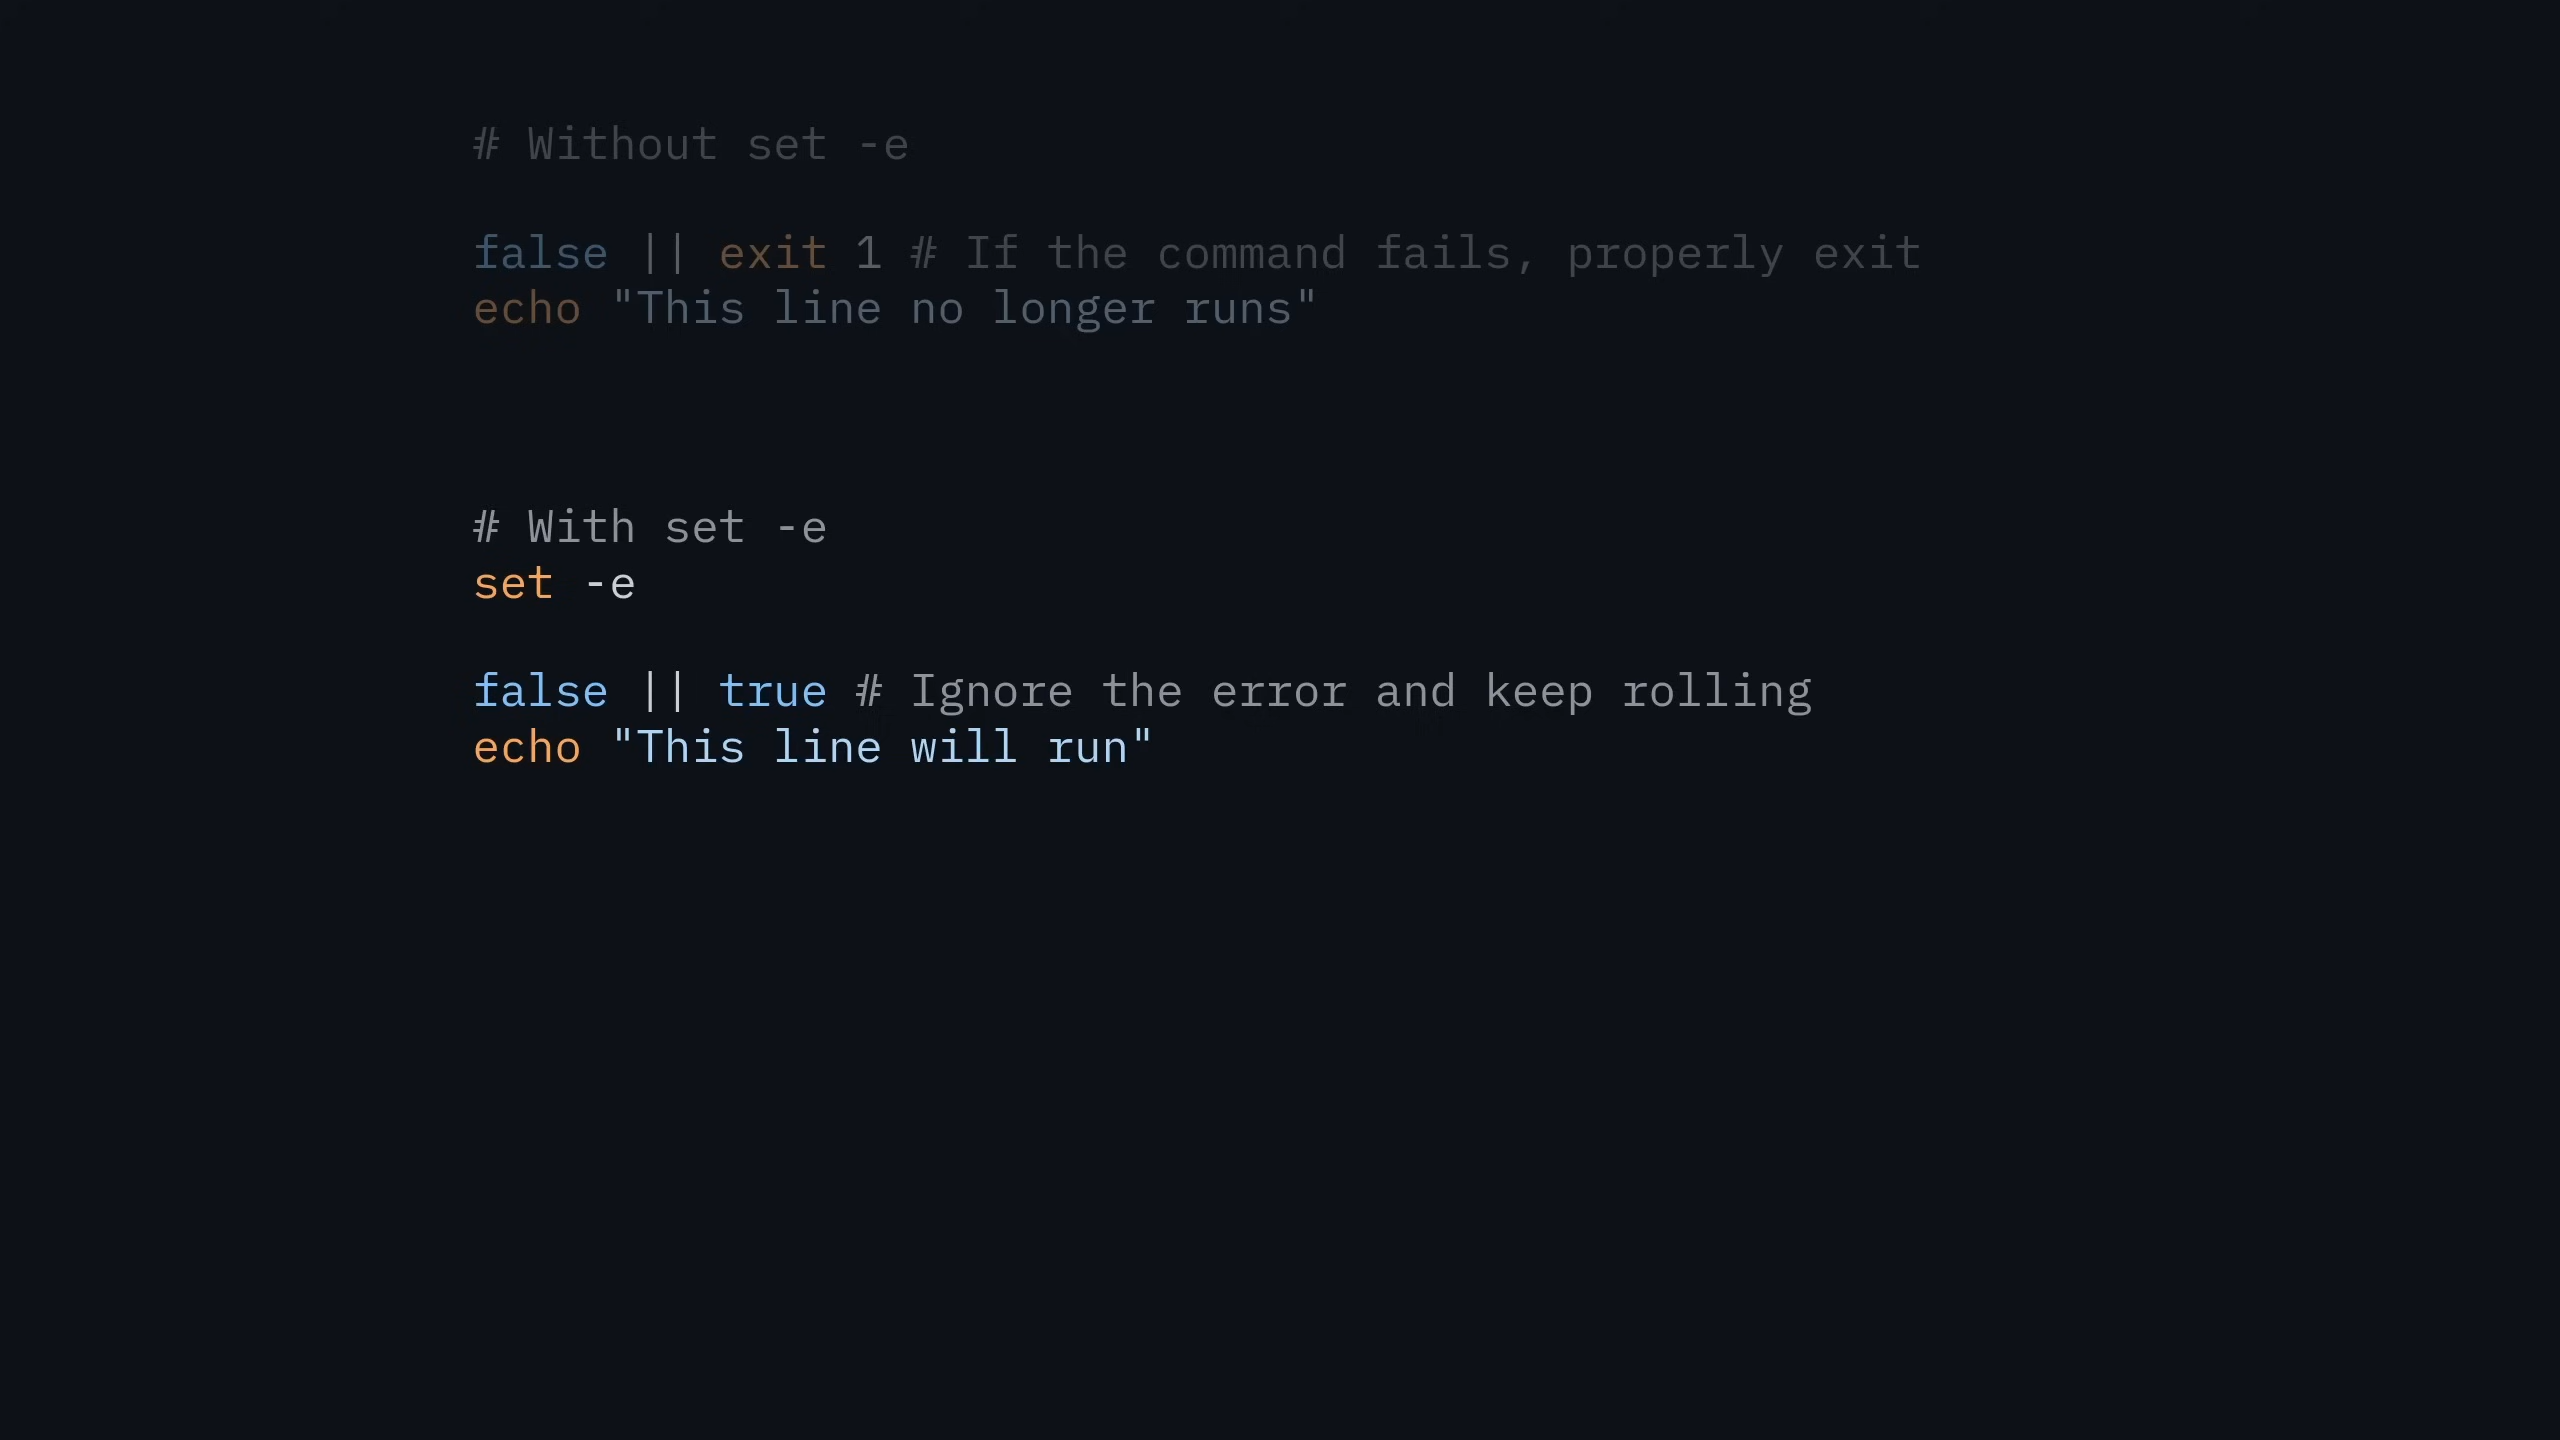 # Without set -e
false || exit 1 # If the command fails, properly exit
echo "This line no longer runs"
# With set -e
set -e
false || true # Ignore the error and keep rolling
echo "This line will run"